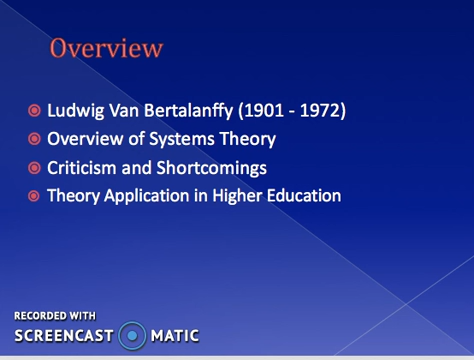 Overview
Ludwig Van Bertalanffy (1901 - 1972)
Overview of Systems Theory
Criticism and Shortcomings
Theory Application in Higher Education
RECORDED WITH
SCREENCAST MATIC